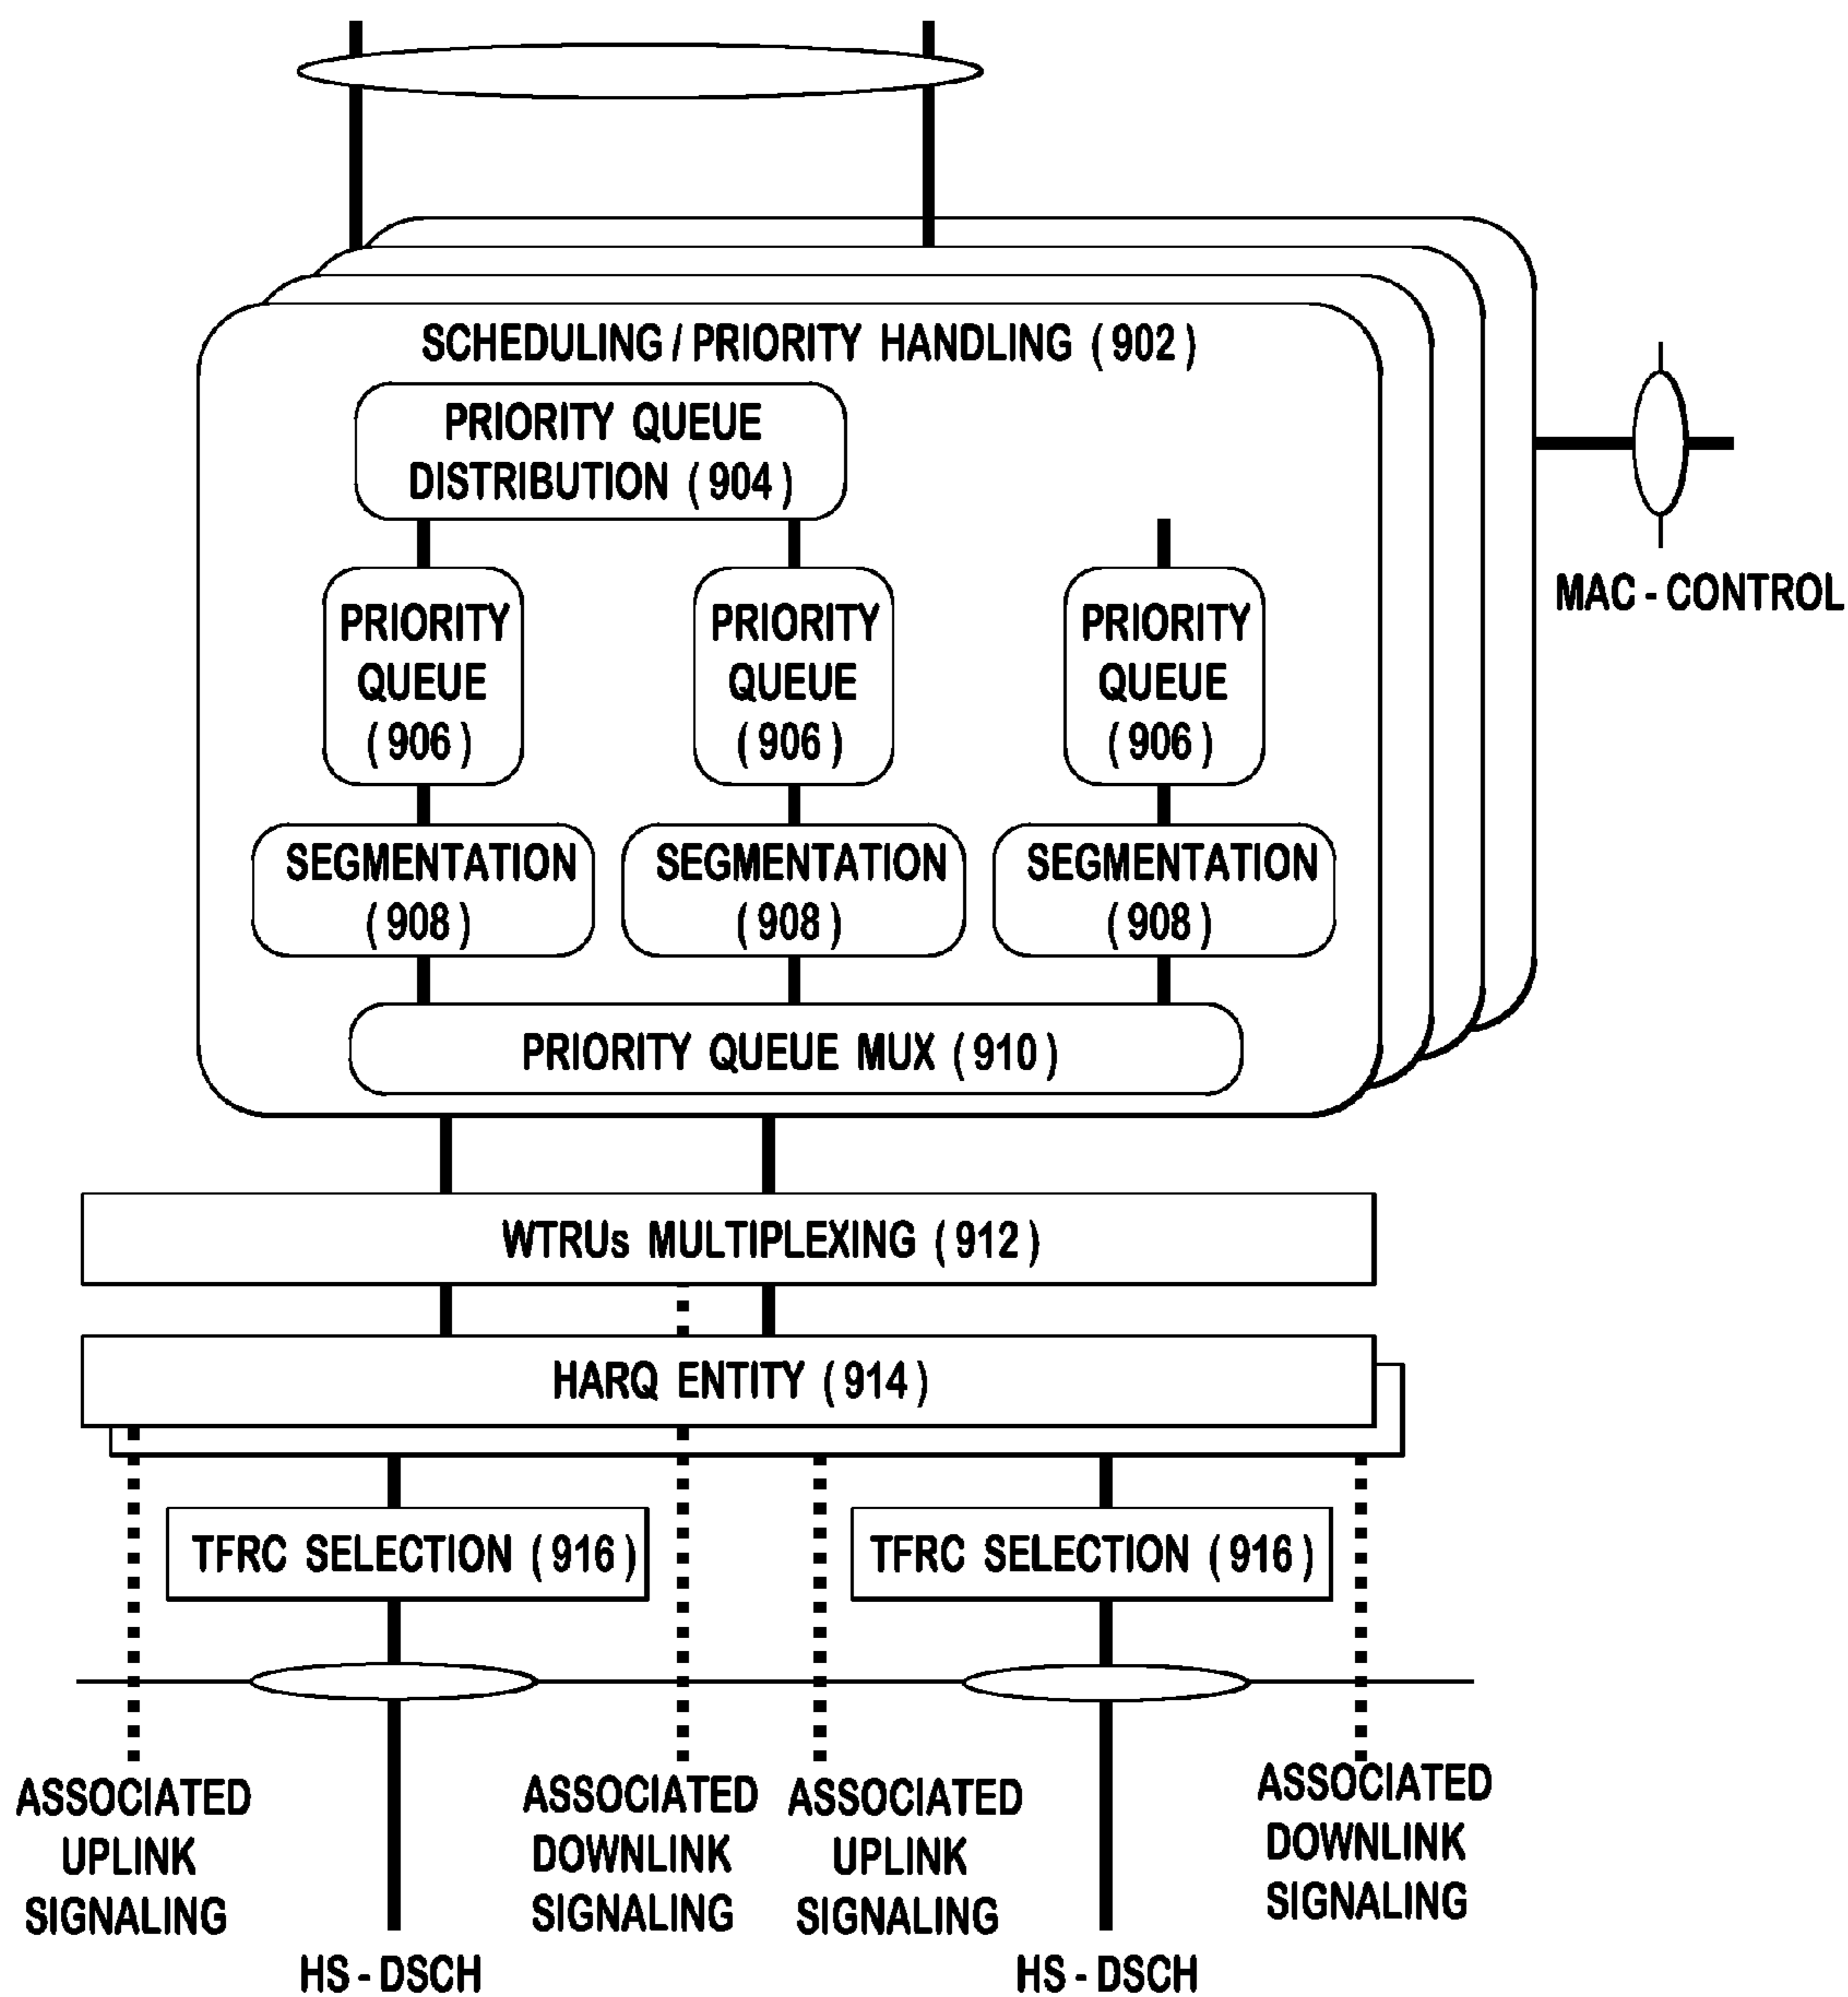 SCHEDULING / PRIORITY HANDLING ( 902 )
PRIORITY QUEUE
DISTRIBUTION ( 904 )
PRIORITY
QUEUE
( 906 )
PRIORITY
QUEUE
( 906 )
PRIORITY
QUEUE
( 906 )
MAC - CONTROL
SEGMENTATION
( 908 )
SEGMENTATION
( 908 )
SEGMENTATION
( 908 )
PRIORITY QUEUE MUX ( 910 )
WTRUs MULTIPLEXING ( 912 )
HARQ ENTITY ( 914 )
TFRC SELECTION ( 916 )
TFRC SELECTION ( 916 )
ASSOCIATED
UPLINK
SIGNALING
HS - DSCH
ASSOCIATED
DOWNLINK
SIGNALING
ASSOCIATED
UPLINK
SIGNALING
HS - DSCH
ASSOCIATED
DOWNLINK
SIGNALING